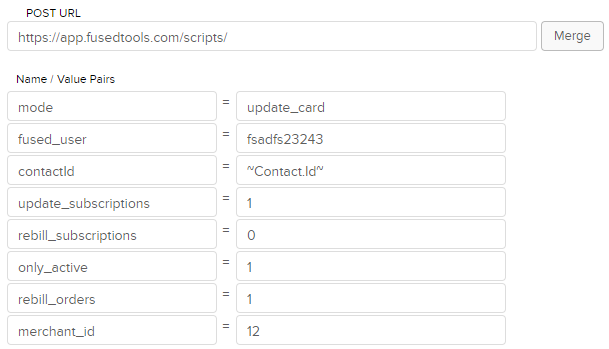 POST URL
https://app.fusedtools.com/scripts/ Merge
Name / Value Pairs
mode = update_card
fused_user = fsadfs23243
contactId = ~Contact.Id~
update_subscriptions = 1
rebill_subscriptions = 0
only_active = 1
rebill_orders = 1
merchant_id = 12